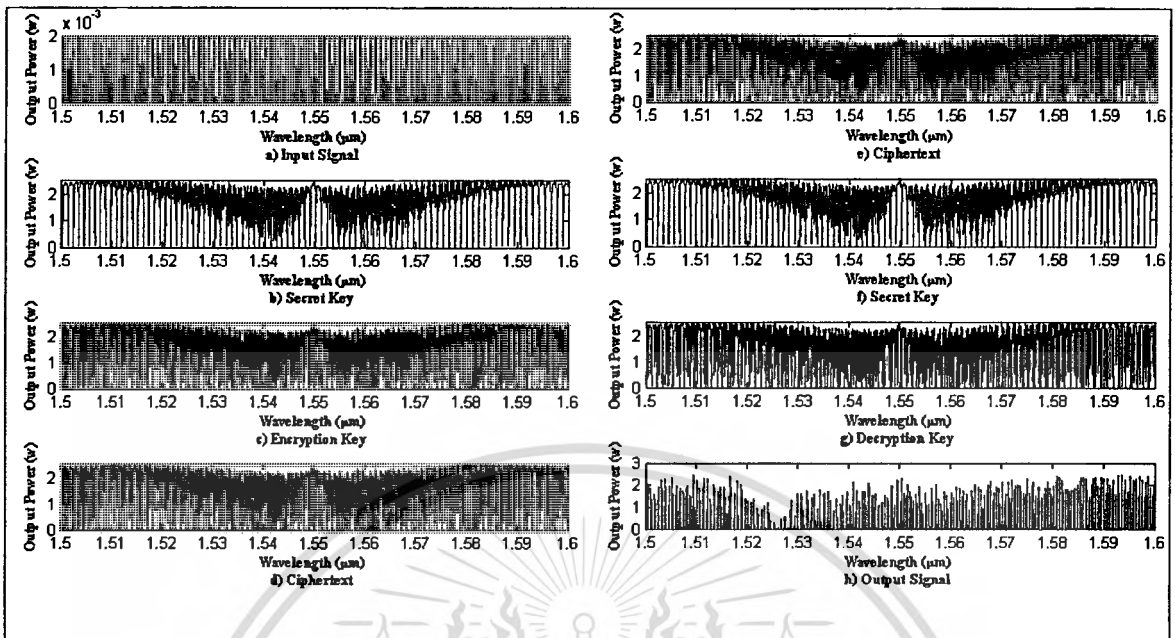 x 10⁻³
Output Power (w)
2
1
0
1.5 1.51 1.52 1.53 1.54 1.55 1.56 1.57 1.58 1.59 1.6
Wavelength (μm)
a) Input Signal
Output Power (w)
2
1
0
1.5 1.51 1.52 1.53 1.54 1.55 1.56 1.57 1.58 1.59 1.6
Wavelength (μm)
b) Secret Key
Output Power (w)
2
1
0
1.5 1.51 1.52 1.53 1.54 1.55 1.56 1.57 1.58 1.59 1.6
Wavelength (μm)
c) Encryption Key
Output Power (w)
2
1
0
1.5 1.51 1.52 1.53 1.54 1.55 1.56 1.57 1.58 1.59 1.6
Wavelength (μm)
d) Ciphertext
Output Power (w)
2
1
0
1.5 1.51 1.52 1.53 1.54 1.55 1.56 1.57 1.58 1.59 1.6
Wavelength (μm)
e) Ciphertext
Output Power (w)
2
1
0
1.5 1.51 1.52 1.53 1.54 1.55 1.56 1.57 1.58 1.59 1.6
Wavelength (μm)
f) Secret Key
Output Power (w)
2
1
0
1.5 1.51 1.52 1.53 1.54 1.55 1.56 1.57 1.58 1.59 1.6
Wavelength (μm)
g) Decryption Key
Output Power (w)
3
2
1
0
1.5 1.51 1.52 1.53 1.54 1.55 1.56 1.57 1.58 1.59 1.6
Wavelength (μm)
h) Output Signal